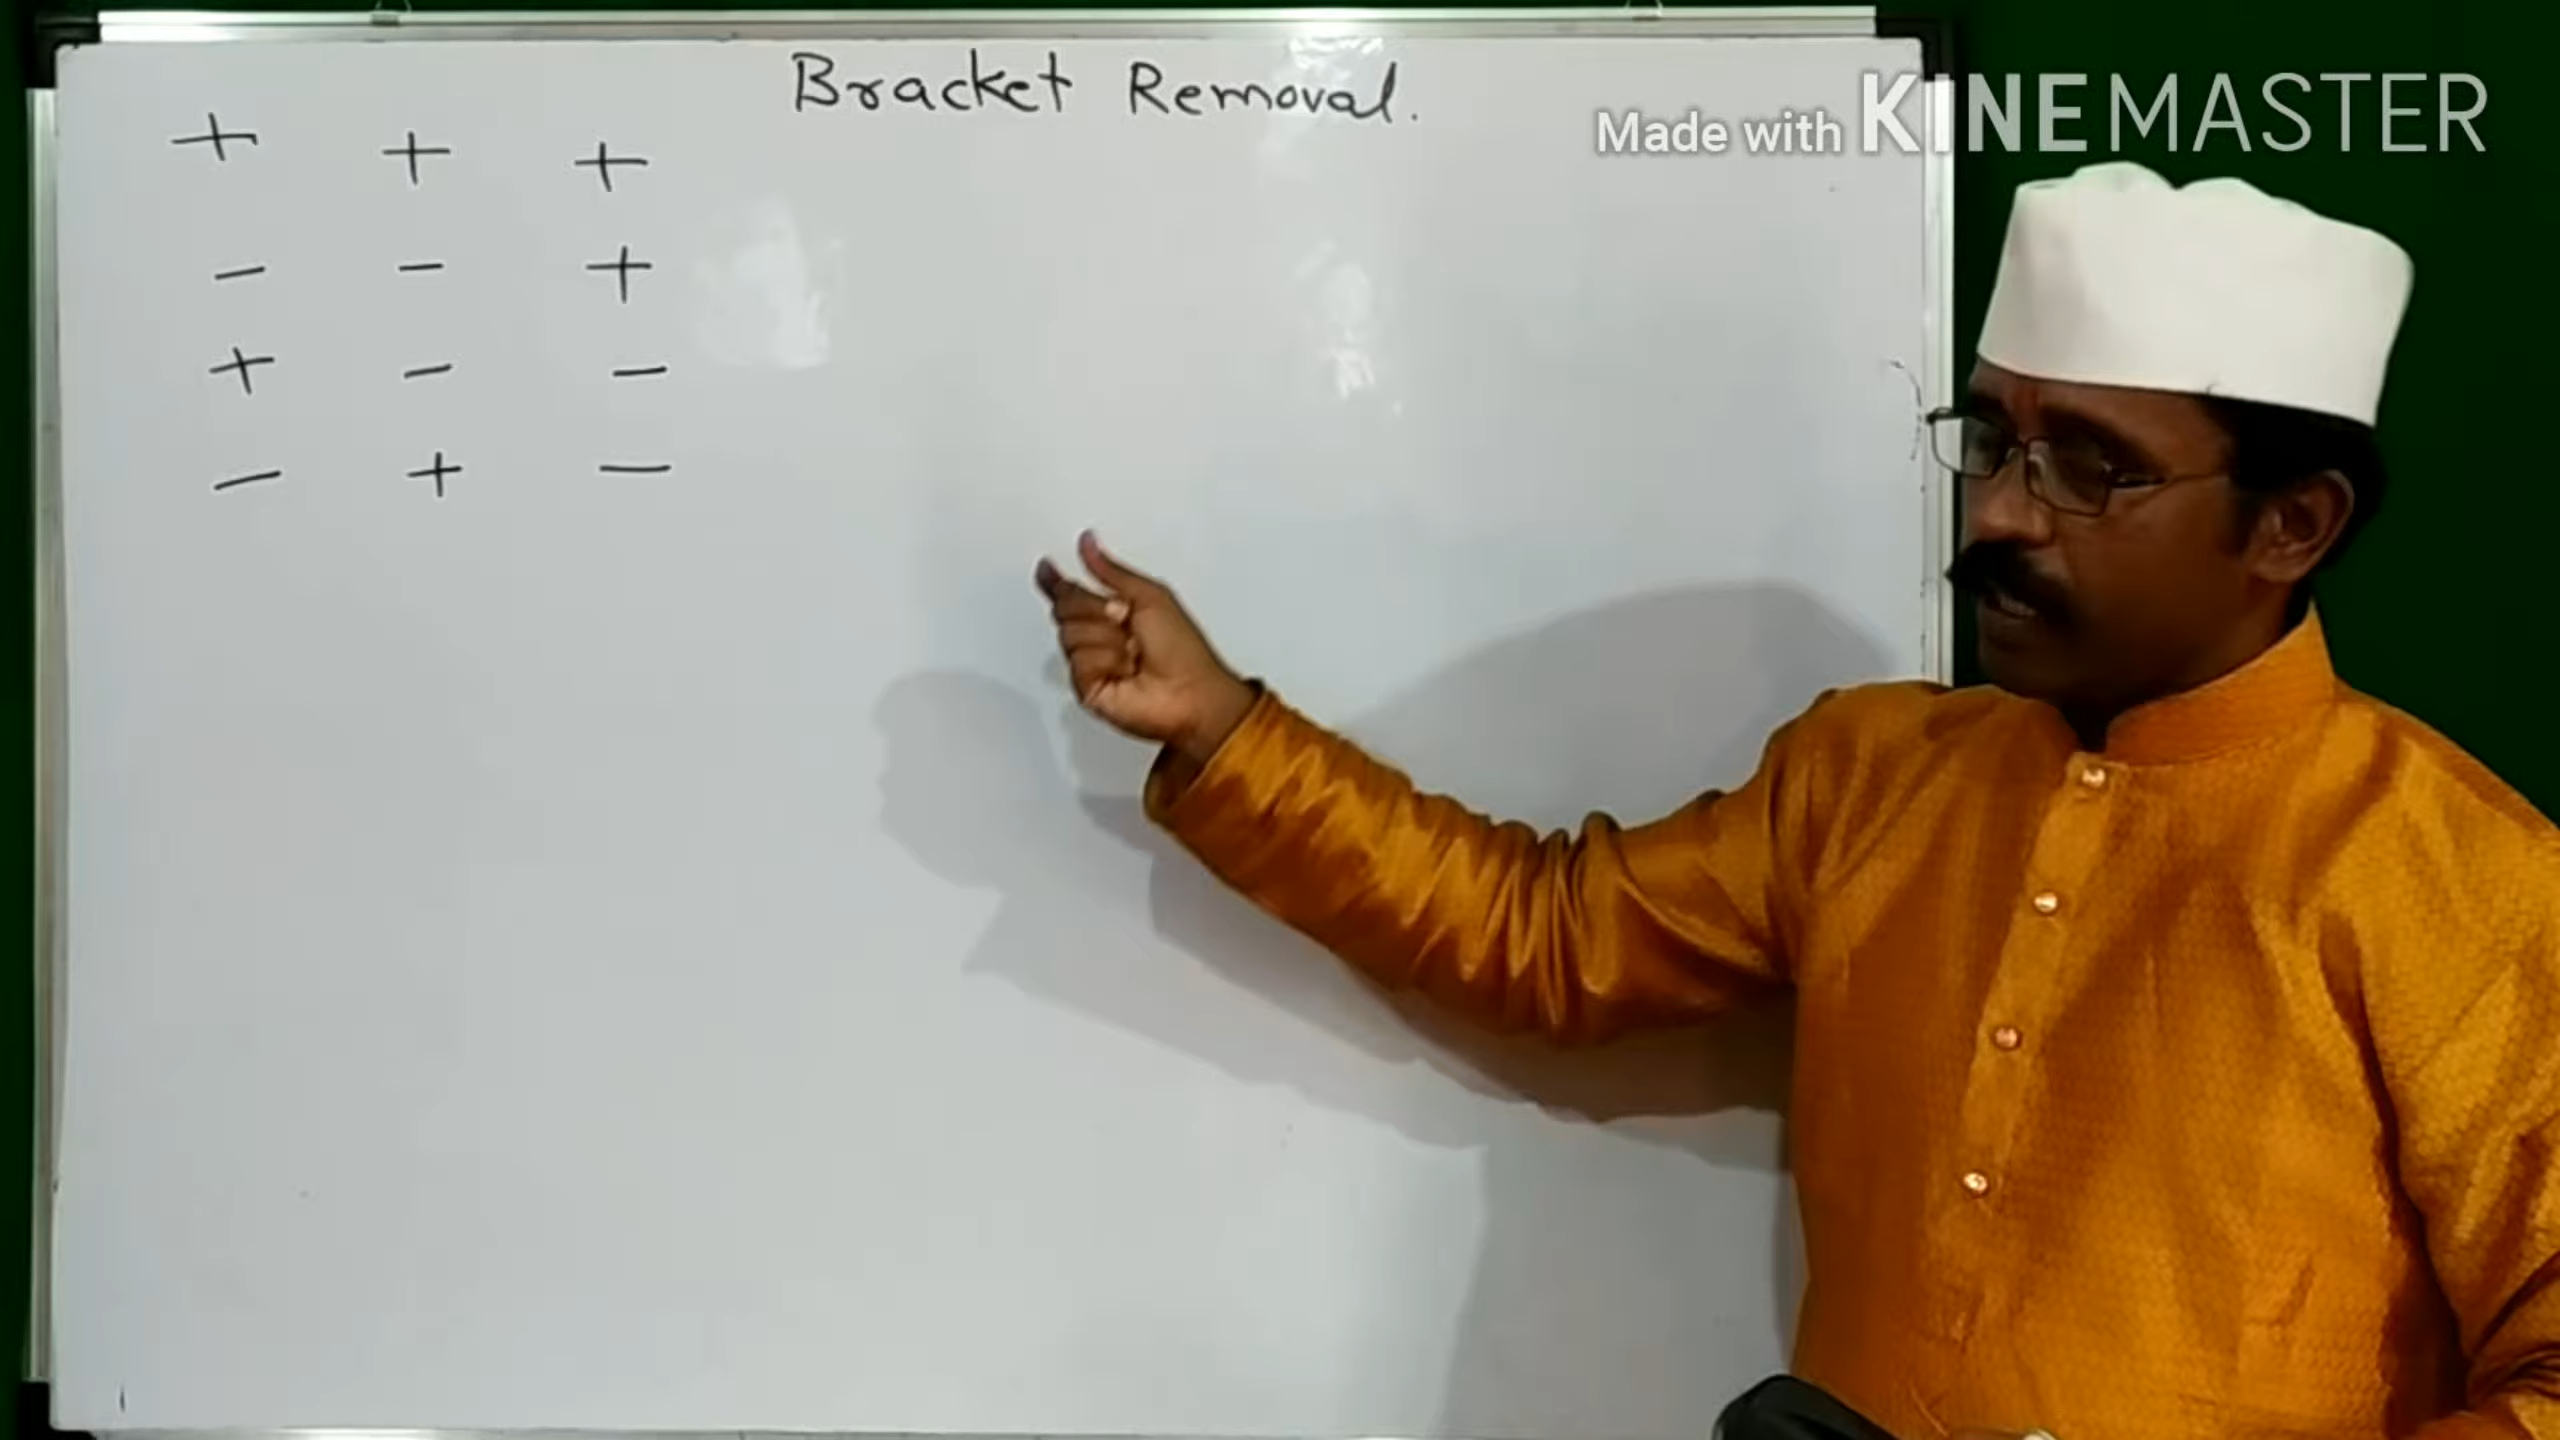 Bracket Removal.
Made with KINEMASTER
+ + +
- - +
+ - -
- + -